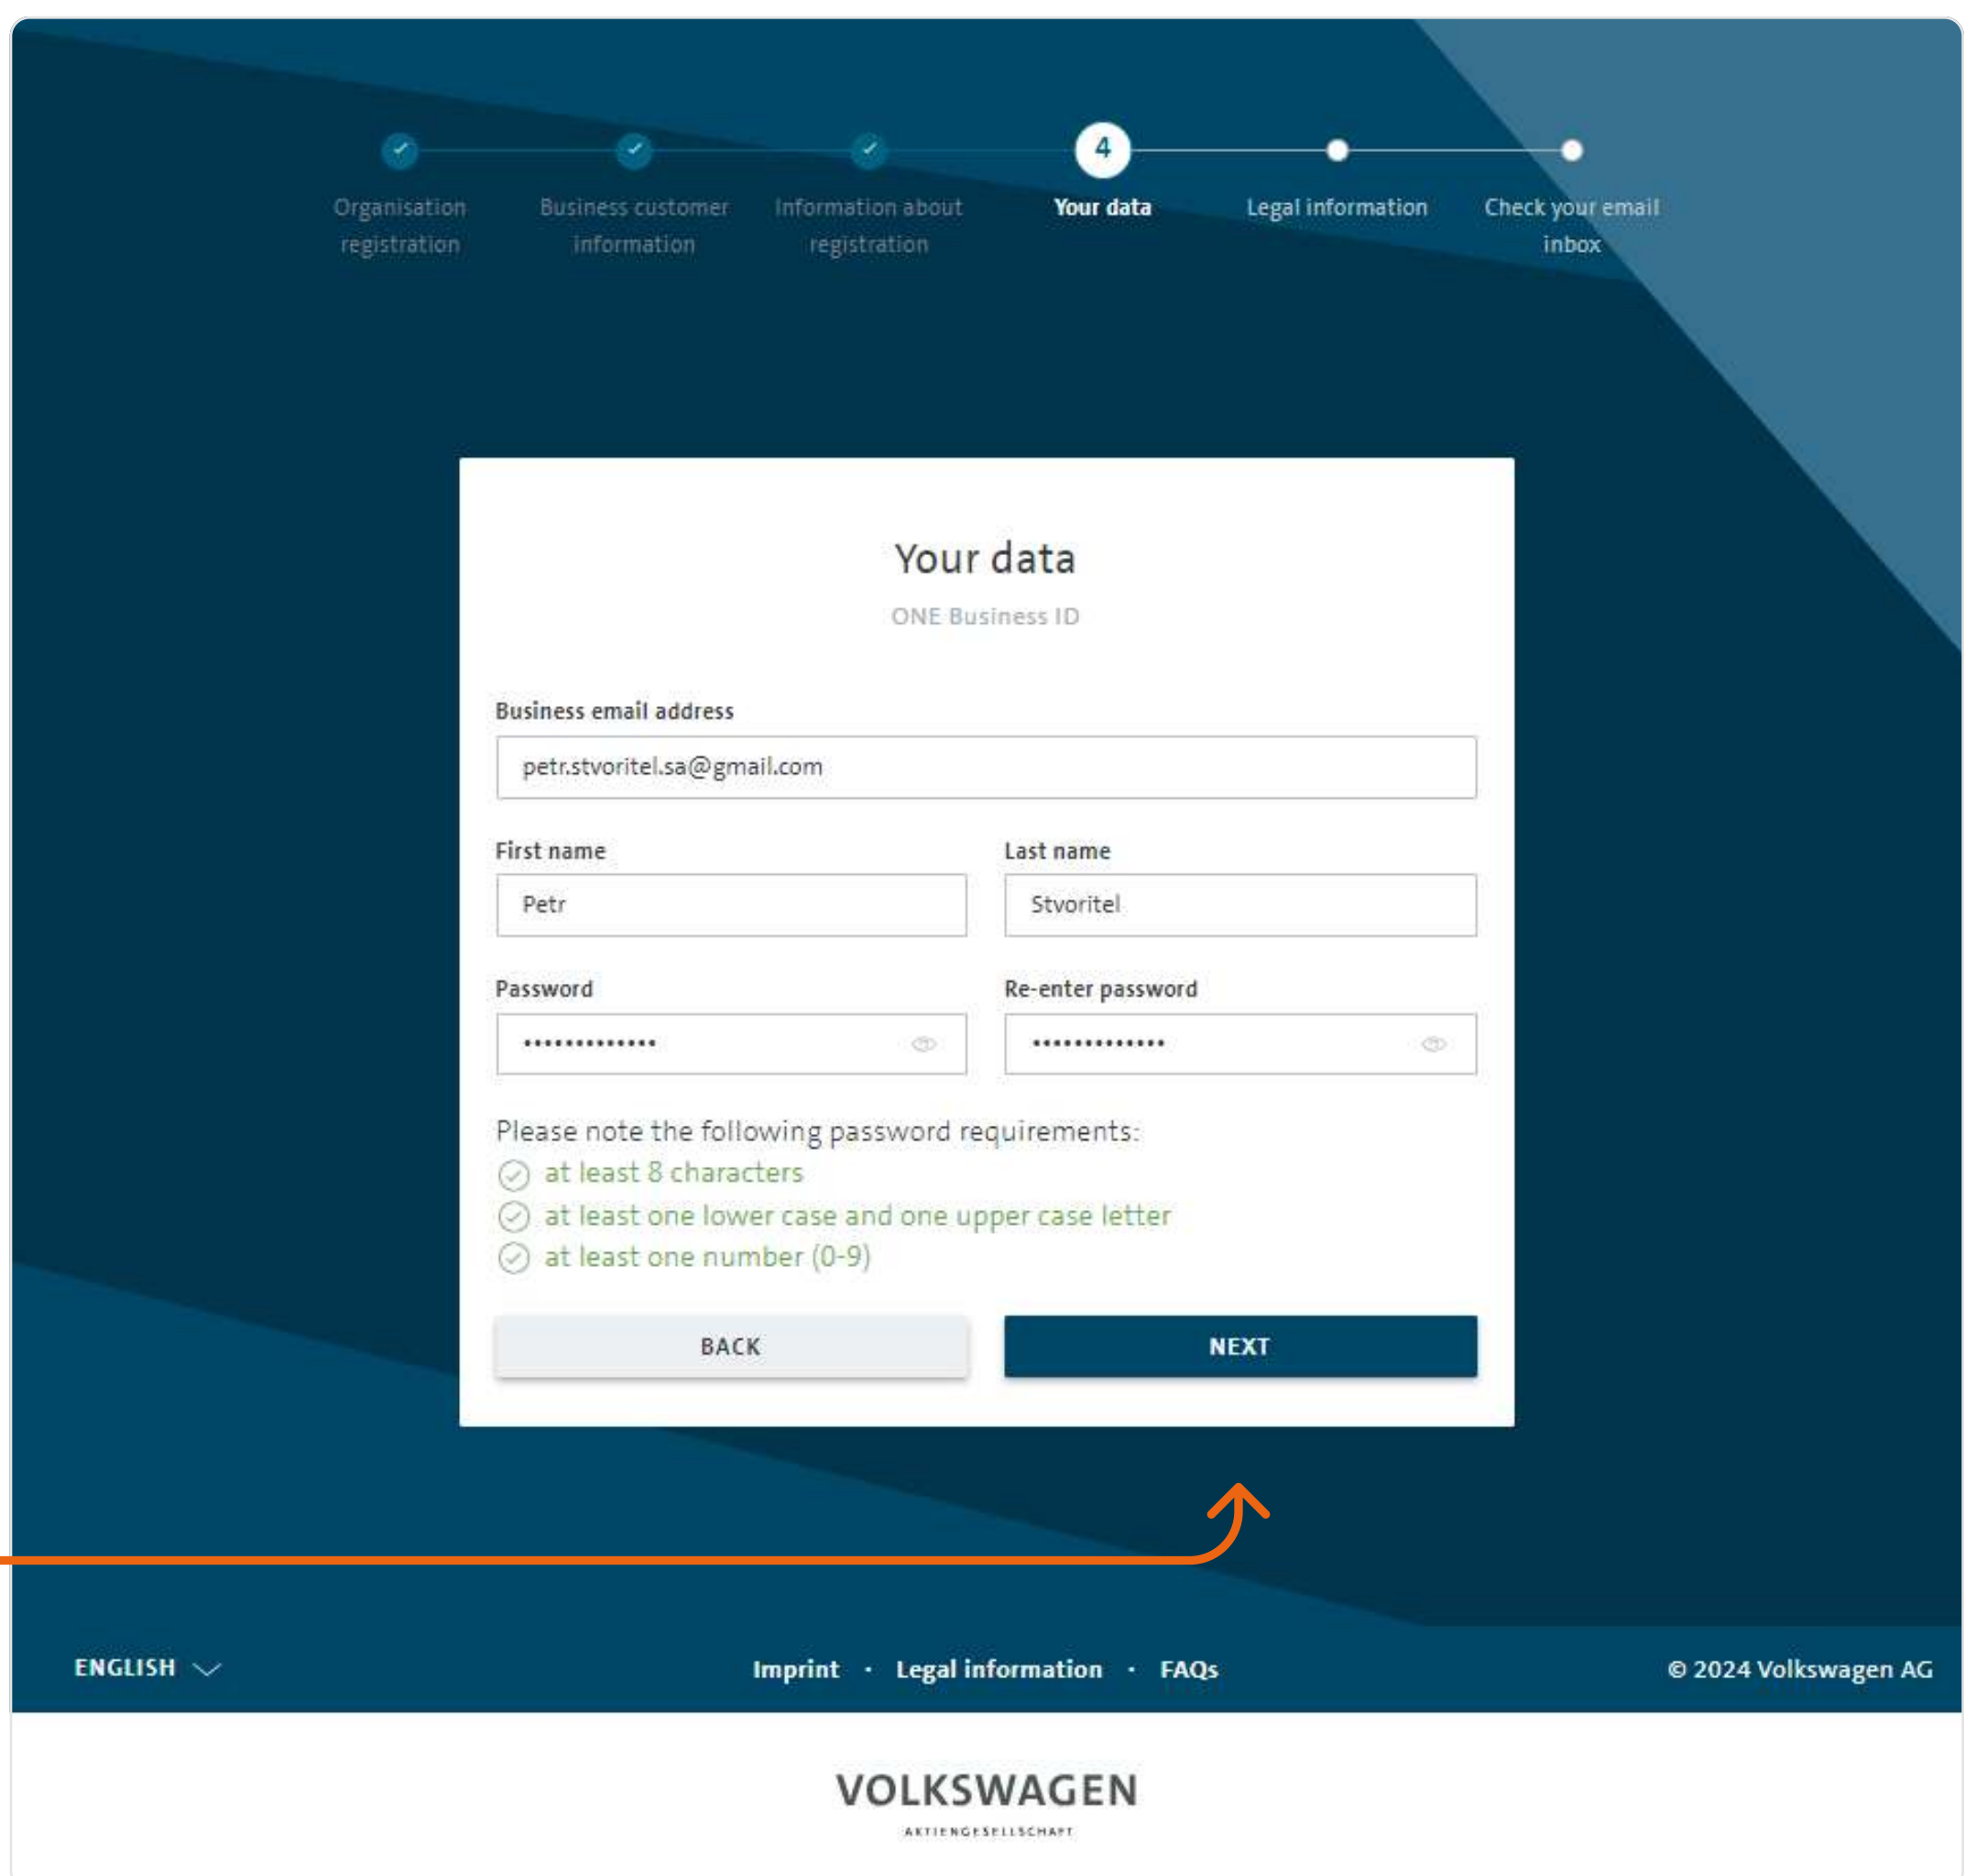 4
Organisation registration
Business customer information
Information about registration
Your data
Legal information
Check your email inbox
Your data
ONE Business ID
Business email address
petr.stvoritel.sa@gmail.com
First name
Last name
Petr
Stvoritel
Password
Re-enter password
•••••••••••••
•••••••••••••
Please note the following password requirements:
at least 8 characters
at least one lower case and one upper case letter
at least one number (0-9)
BACK
NEXT
ENGLISH
Imprint · Legal information · FAQs
© 2024 Volkswagen AG
VOLKSWAGEN
AKTIENGESELLSCHAFT